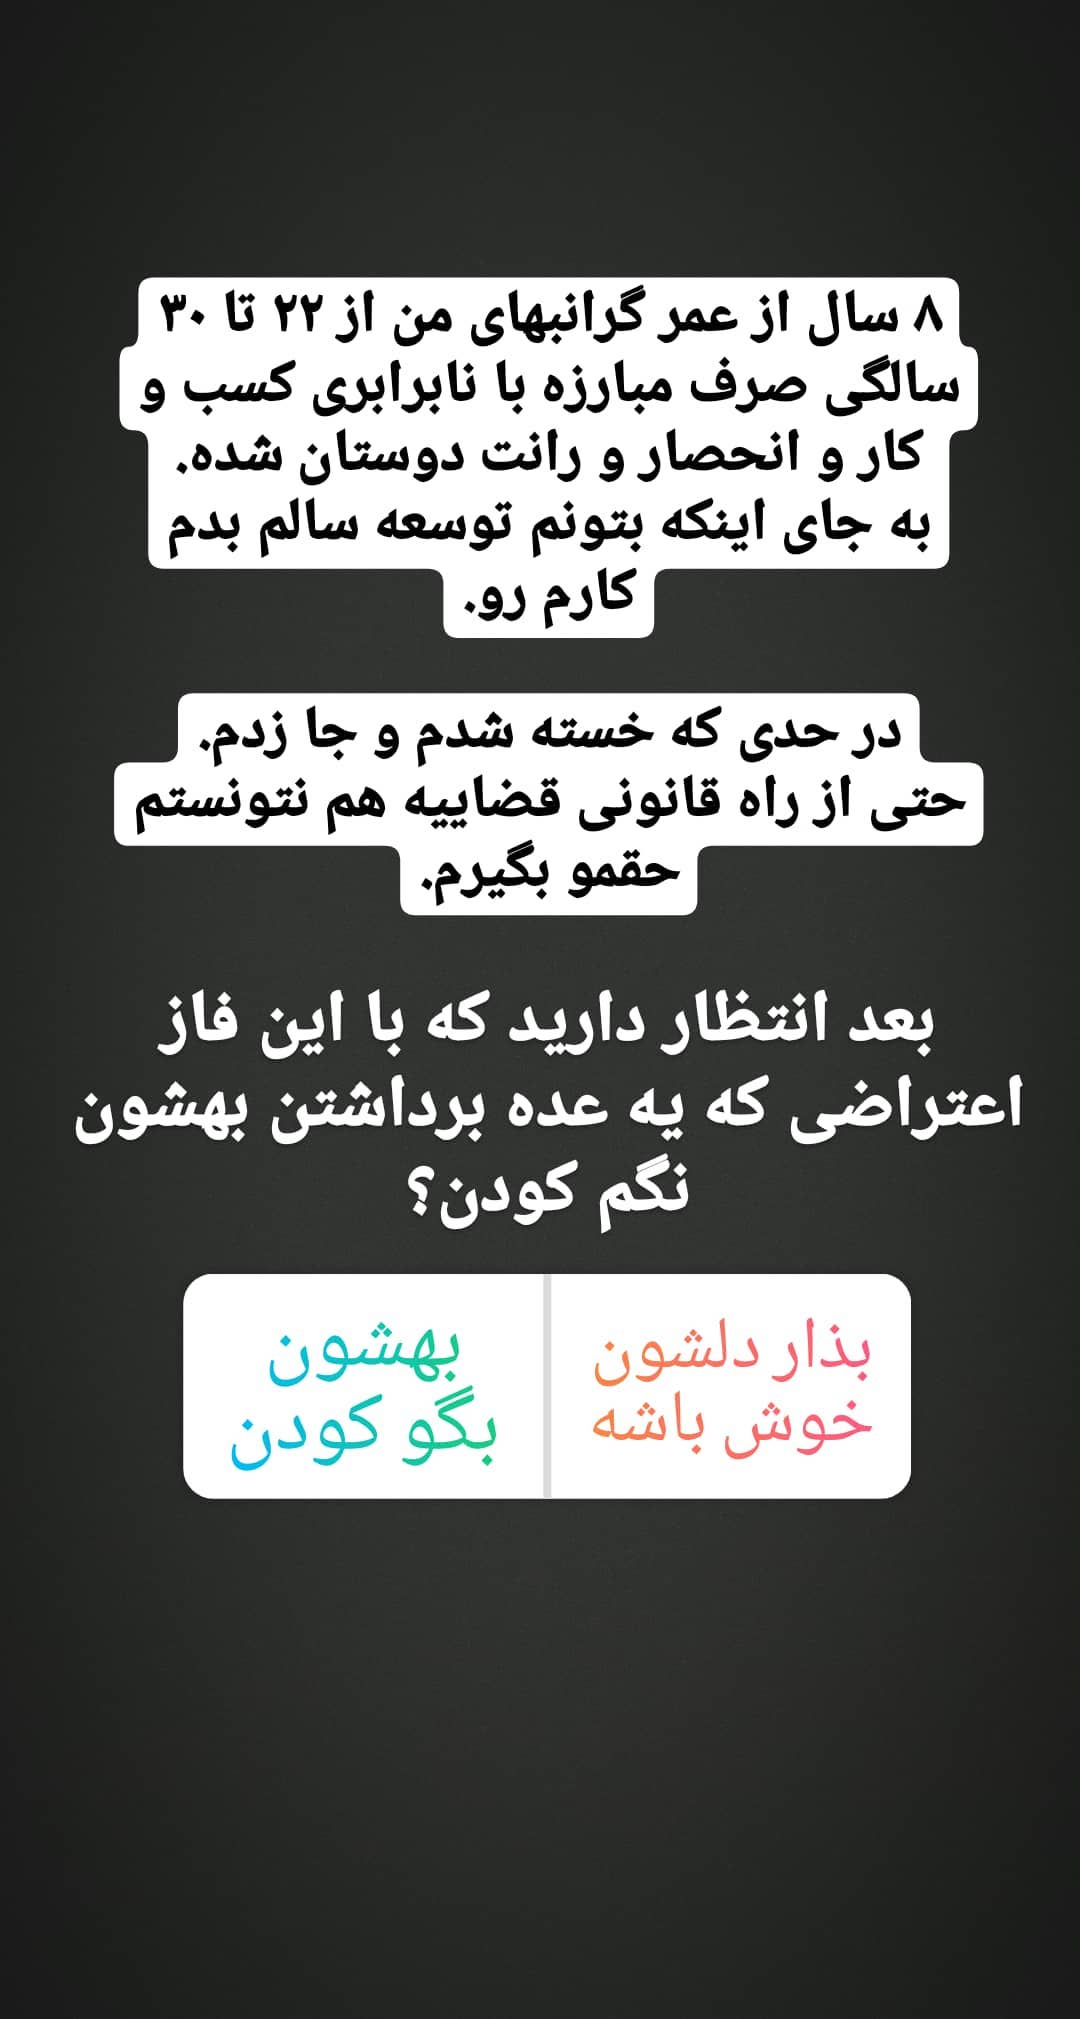 ۸ سال از عمر گرانبهای من از ۲۲ تا ۳۰
سالگی صرف مبارزه با نابرابری کسب و
کار و انحصار و رانت دوستان شده.
به جای اینکه بتونم توسعه سالم بدم
کارم رو.
در حدی که خسته شدم و جا زدم.
حتی از راه قانونی قضاییه هم نتونستم
حقمو بگیرم.
بعد انتظار دارید که با این فاز
اعتراضی که یه عده برداشتن بهشون
نگم کودن؟
بذار دلشون
خوش باشه
بهشون
بگو کودن